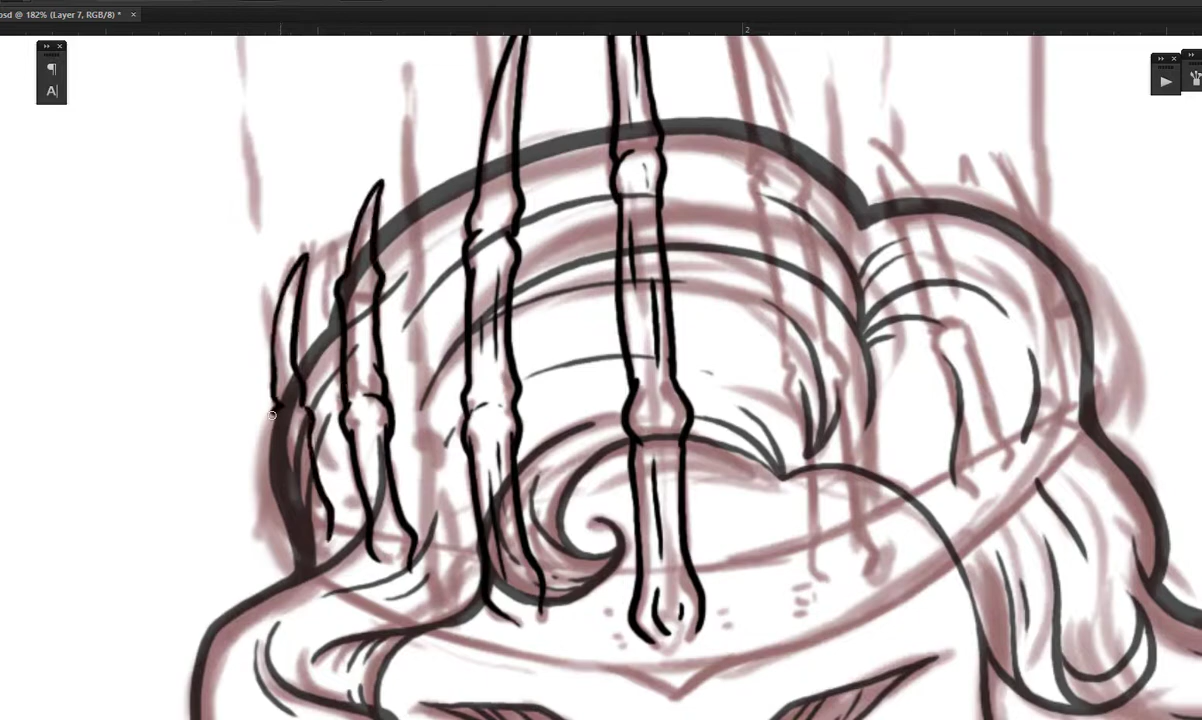 osd @ 182% (Layer 7, RGB/8) * ×
2
¶
A|